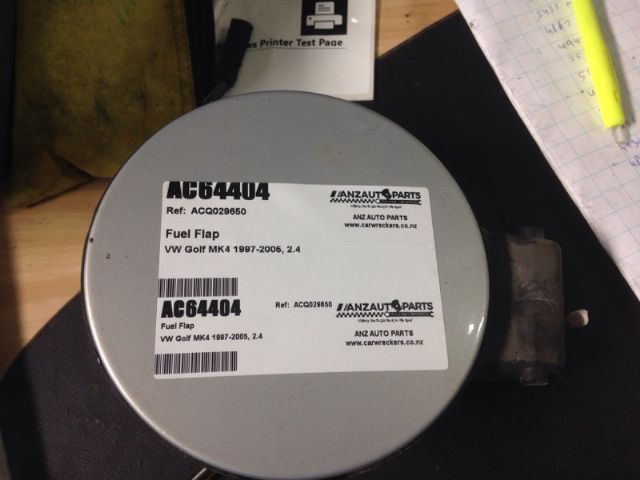 ws Printer Test Page
AC64404
Ref: ACQ029650
Fuel Flap
VW Golf MK4 1997-2005, 2.4
ANZAUTOPARTS
ANZ AUTO PARTS
www.carwreckers.co.nz
AC64404
Ref: ACQ029650
Fuel Flap
VW Golf MK4 1997-2005, 2.4
ANZAUTOPARTS
ANZ AUTO PARTS
www.carwreckers.co.nz